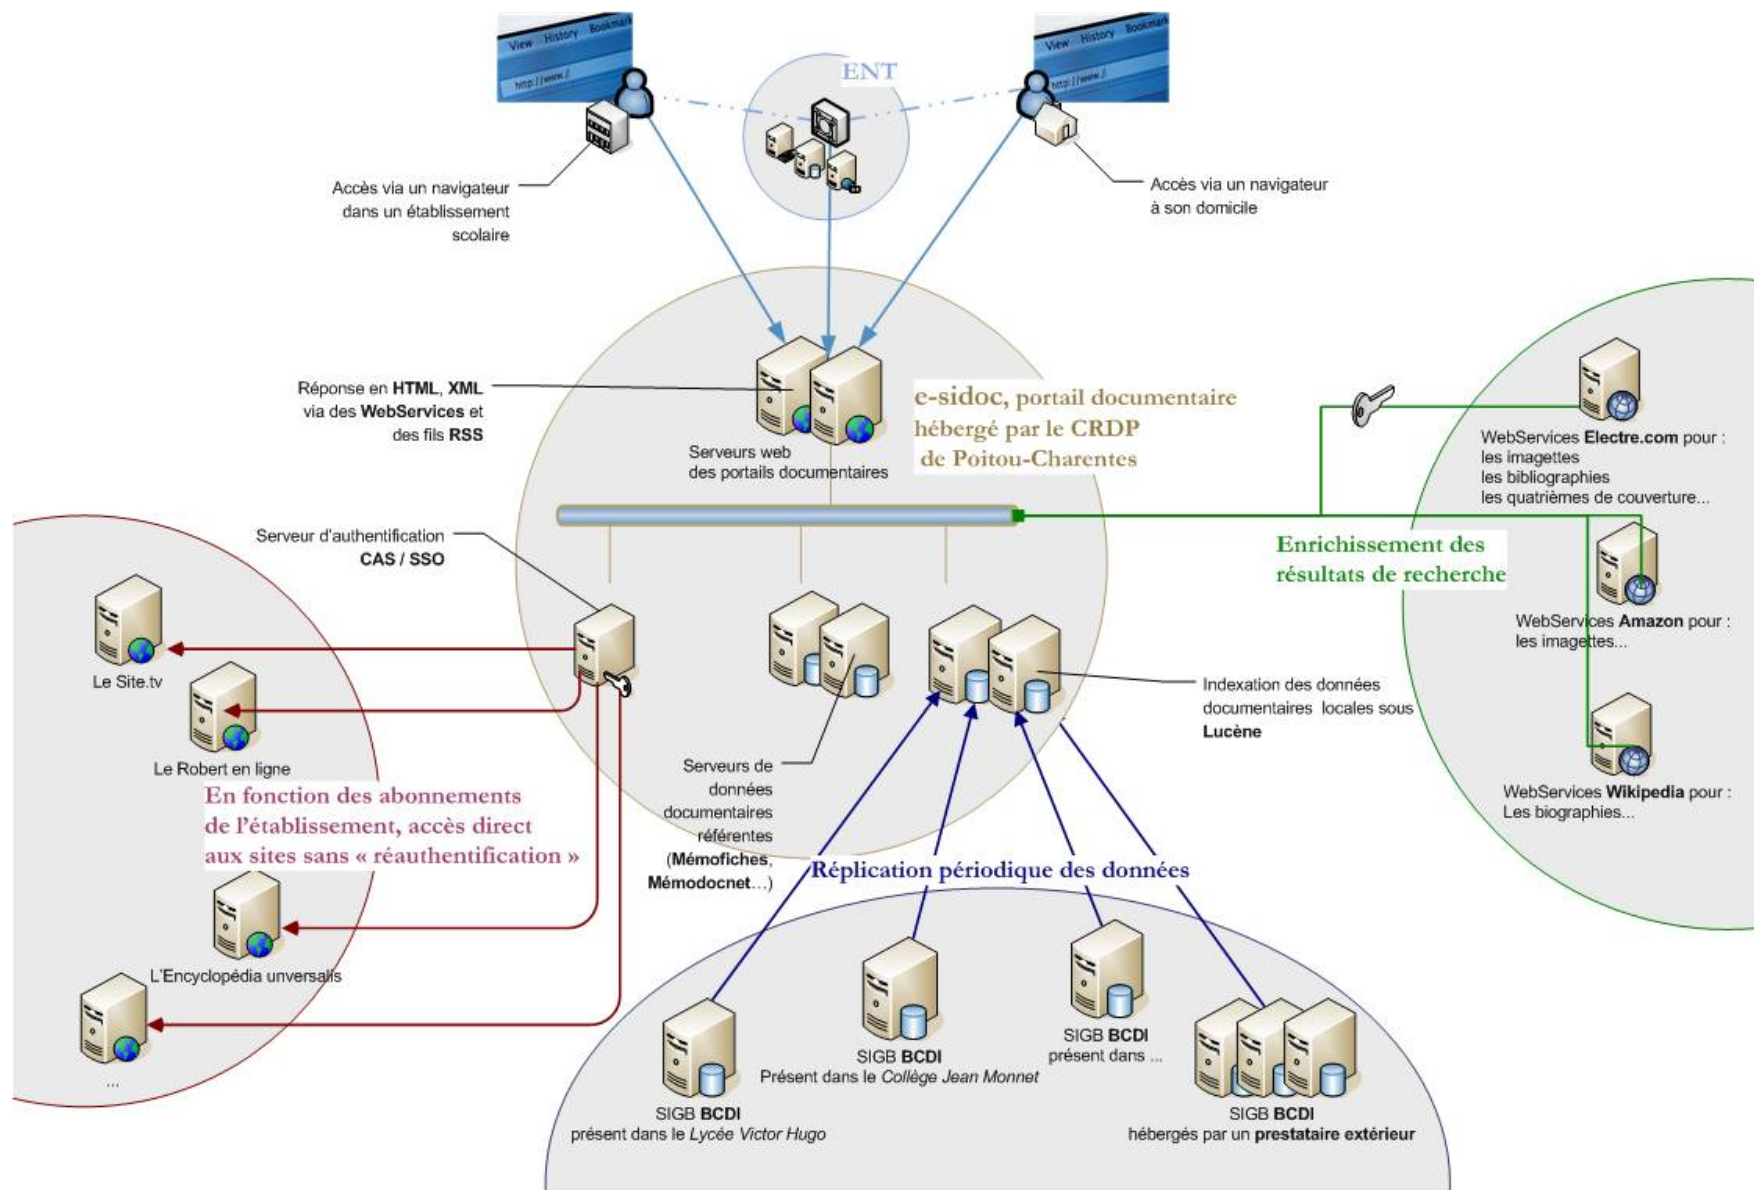 View History Bookmark
http://www./
View History Bookmark
http://www./
ENT
Accès via un navigateur
dans un établissement
scolaire
Accès via un navigateur
à son domicile
Réponse en HTML, XML
via des WebServices et
des fils RSS
Serveurs web
des portails documentaires
e-sidoc, portail documentaire
hébergé par le CRDP
de Poitou-Charentes
WebServices Electre.com pour :
les imagettes
les bibliographies
les quatrièmes de couverture...
Serveur d'authentification
CAS / SSO
Enrichissement des
résultats de recherche
WebServices Amazon pour :
les imagettes...
Le Site.tv
Indexation des données
documentaires locales sous
Lucène
Le Robert en ligne
Serveurs de
données
documentaires
référentes
(Mémofiches,
Mémodocnet...)
WebServices Wikipedia pour :
Les biographies...
En fonction des abonnements
de l'établissement, accès direct
aux sites sans « réauthentification »
Réplication périodique des données
L'Encyclopédia unversalis
...
SIGB BCDI
présent dans le Lycée Victor Hugo
SIGB BCDI
Présent dans le Collège Jean Monnet
SIGB BCDI
présent dans ...
SIGB BCDI
hébergés par un prestataire extérieur